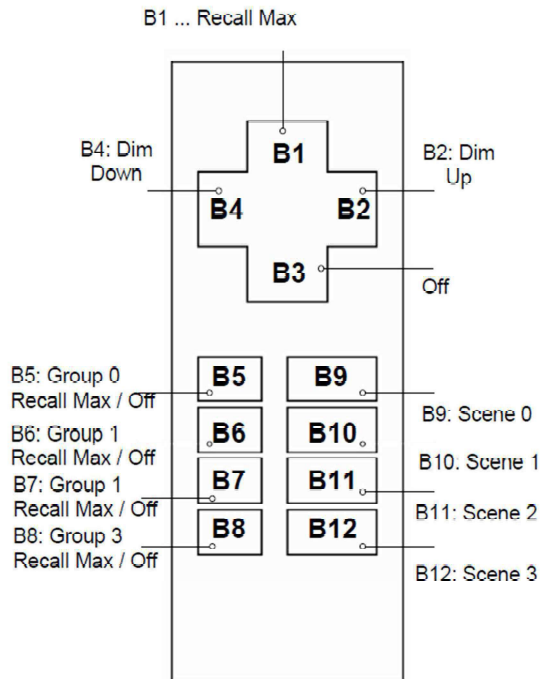 B1 ... Recall Max
B1
B4: Dim
Down
B2: Dim
Up
B4
B2
B3
Off
B5: Group 0
Recall Max / Off
B5
B9
B9: Scene 0
B6: Group 1
Recall Max / Off
B6
B10
B10: Scene 1
B7: Group 1
Recall Max / Off
B7
B11
B11: Scene 2
B8: Group 3
Recall Max / Off
B8
B12
B12: Scene 3